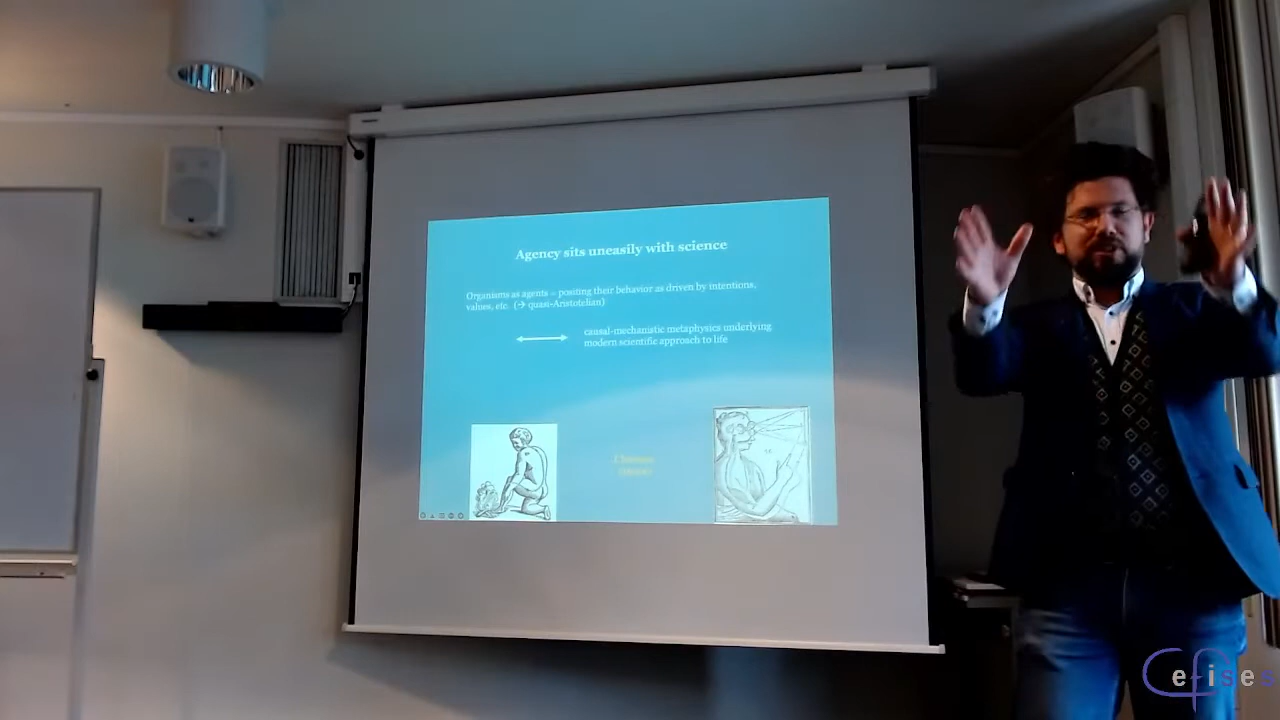 Agency sits uneasily with science
Organisms as agents = positing their behavior as driven by intentions,
values, etc. (→ quasi-Aristotelian)
causal-mechanistic metaphysics underlying
modern scientific approach to life
Cefises